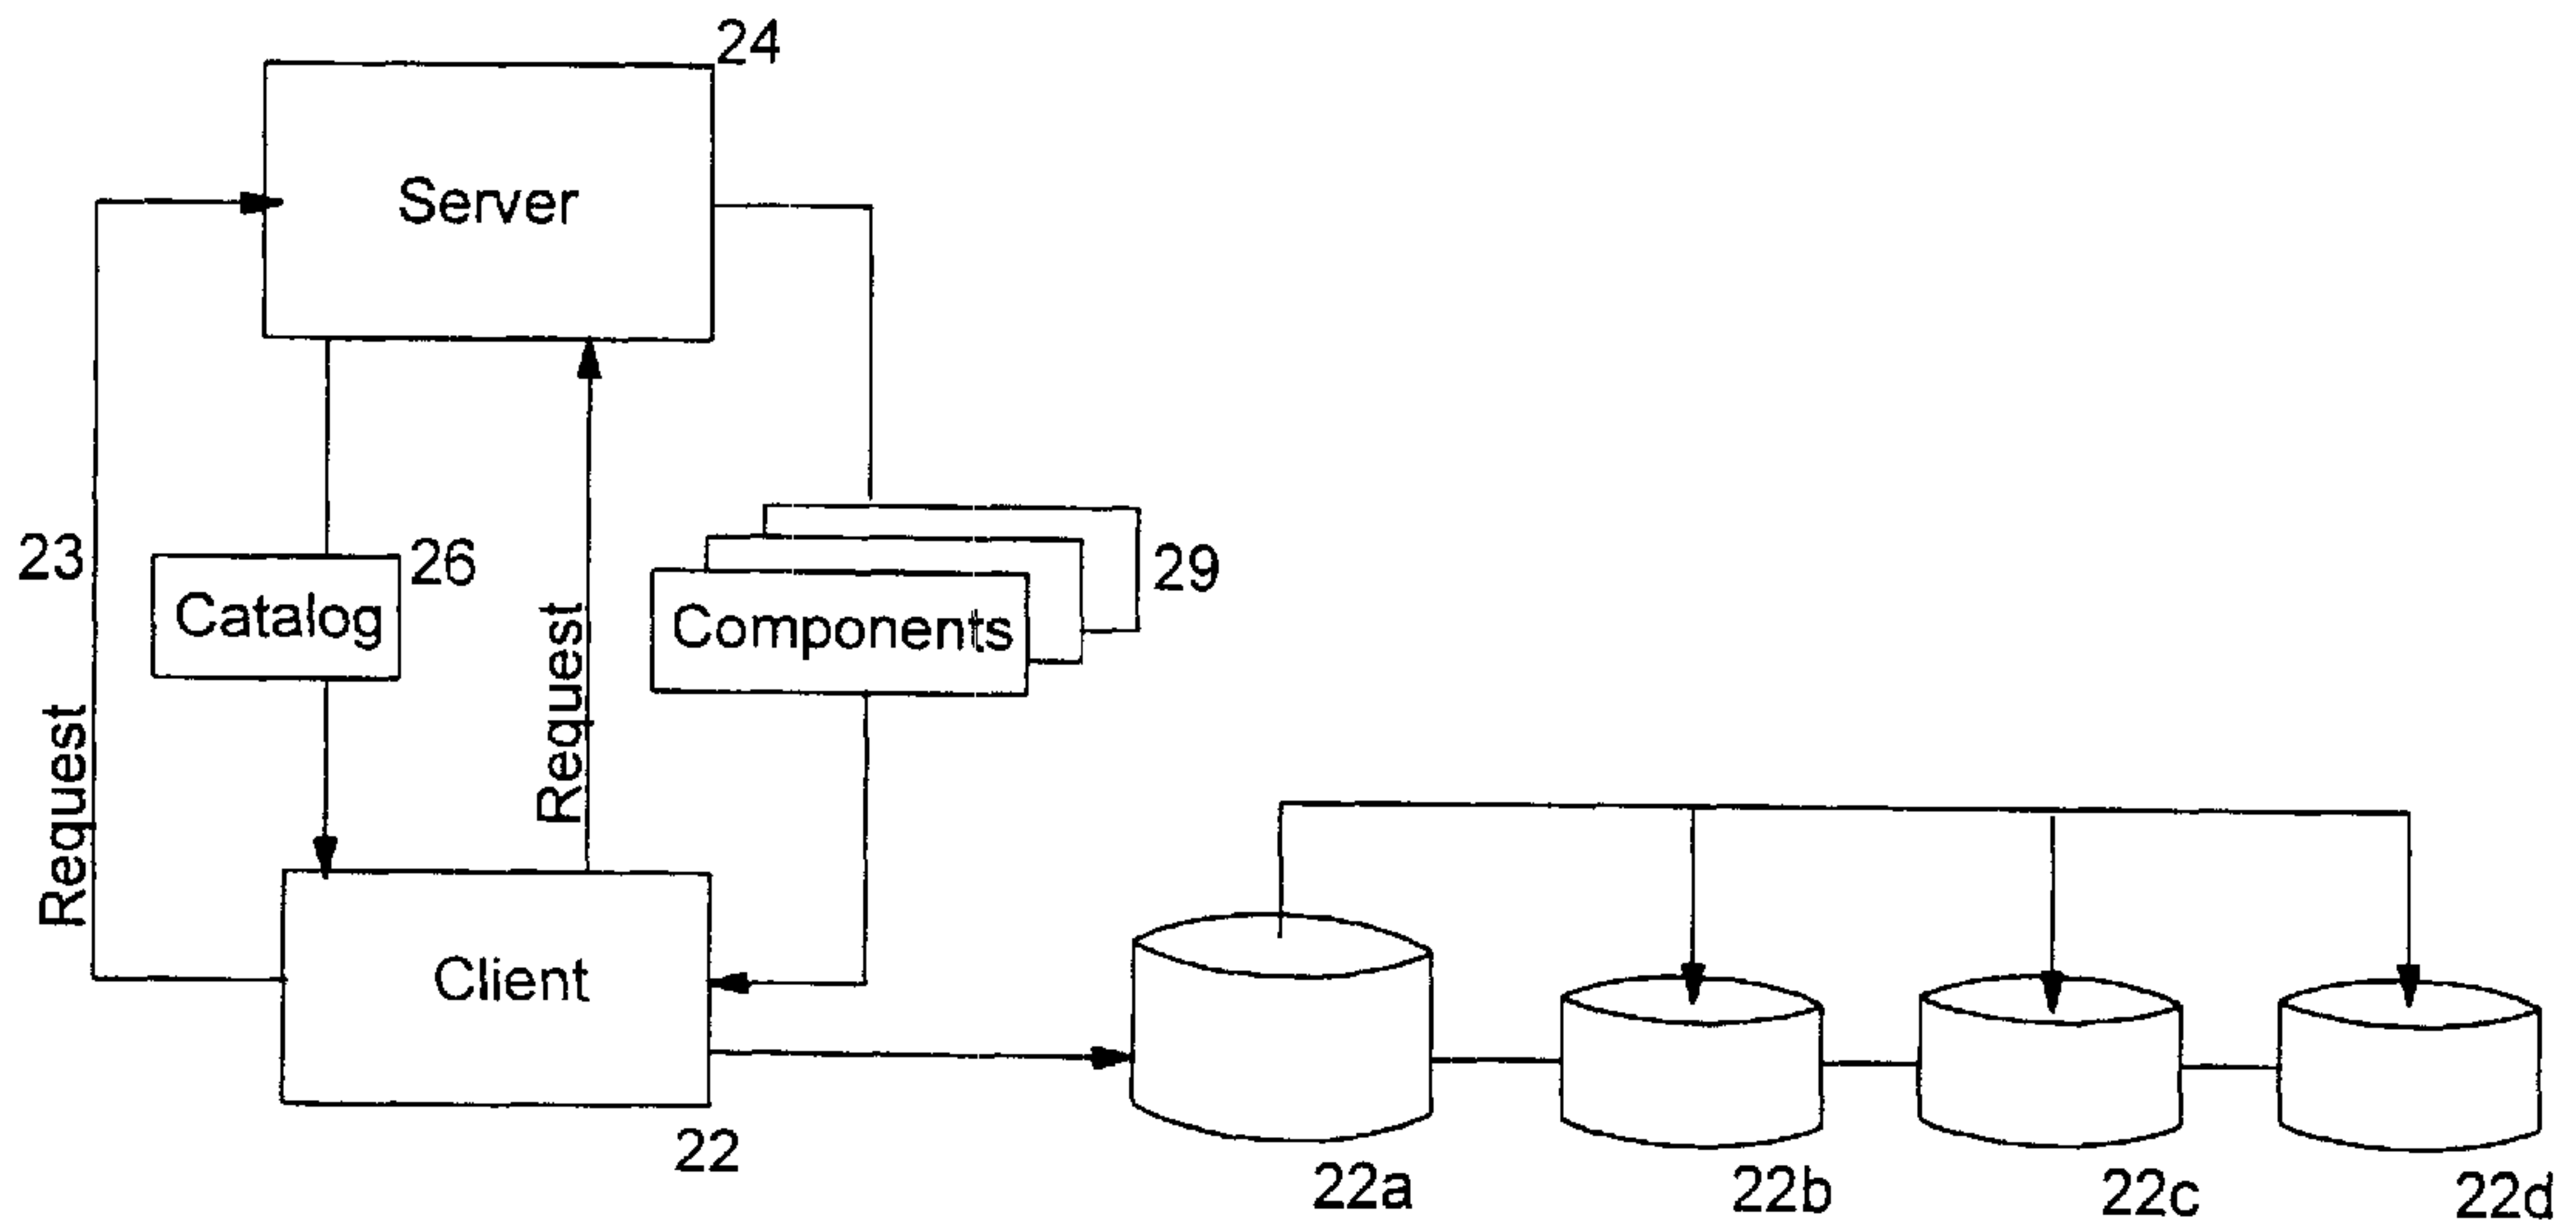 24
Server
23
26
29
Catalog
Components
Request
Request
Client
22
22a
22b
22c
22d